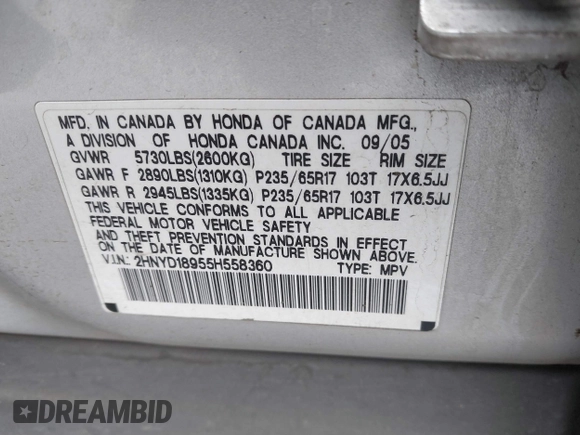 MFD. IN CANADA BY HONDA OF CANADA MFG.,
A DIVISION OF HONDA CANADA INC. 09/05
GVWR 5730LBS(2600KG) TIRE SIZE RIM SIZE
GAWR F 2890LBS(1310KG) P235/65R17 103T 17X6.5JJ
GAWR R 2945LBS(1335KG) P235/65R17 103T 17X6.5JJ
THIS VEHICLE CONFORMS TO ALL APPLICABLE
FEDERAL MOTOR VEHICLE SAFETY
AND THEFT PREVENTION STANDARDS IN EFFECT
ON THE DATE OF MANUFACTURE SHOWN ABOVE.
V.I.N.: 2HNYD18955H558360 TYPE: MPV
DREAMBID